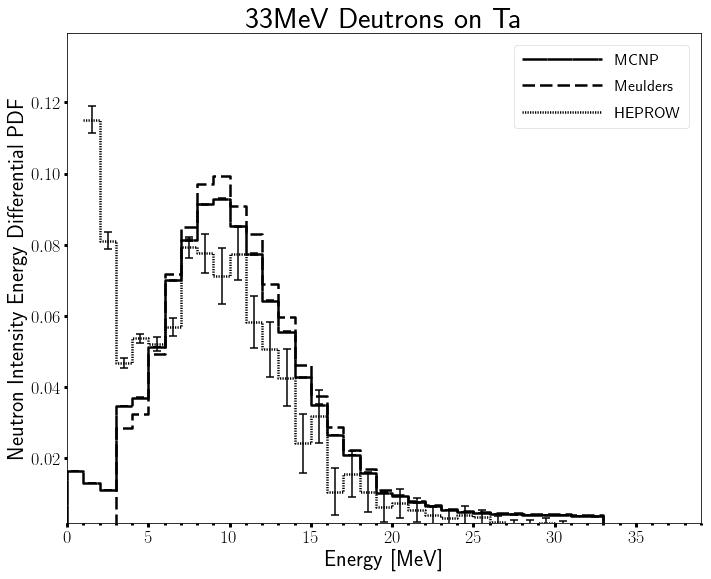 33MeV Deutrons on Ta
MCNP
Meulders
HEPROW
Neutron Intensity Energy Differential PDF
0.12
0.10
0.08
0.06
0.04
0.02
0 5 10 15 20 25 30 35
Energy [MeV]